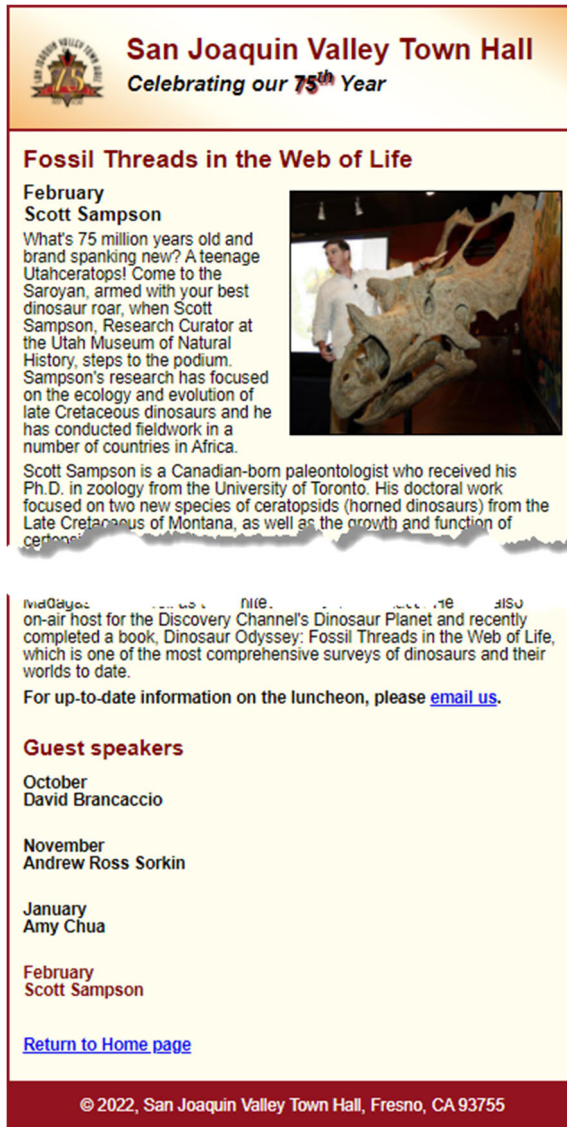 SAN JOAQUIN VALLEY TOWN HALL
75
San Joaquin Valley Town Hall
Celebrating our 75th Year
Fossil Threads in the Web of Life
February
Scott Sampson
What's 75 million years old and
brand spanking new? A teenage
Utahceratops! Come to the
Saroyan, armed with your best
dinosaur roar, when Scott
Sampson, Research Curator at
the Utah Museum of Natural
History, steps to the podium.
Sampson's research has focused
on the ecology and evolution of
late Cretaceous dinosaurs and he
has conducted fieldwork in a
number of countries in Africa.
Scott Sampson is a Canadian-born paleontologist who received his
Ph.D. in zoology from the University of Toronto. His doctoral work
focused on two new species of ceratopsids (horned dinosaurs) from the
Late Cretaceous of Montana, as well as the growth and function of
also
on-air host for the Discovery Channel's Dinosaur Planet and recently
completed a book, Dinosaur Odyssey: Fossil Threads in the Web of Life,
which is one of the most comprehensive surveys of dinosaurs and their
worlds to date.
For up-to-date information on the luncheon, please email us.
Guest speakers
October
David Brancaccio
November
Andrew Ross Sorkin
January
Amy Chua
February
Scott Sampson
Return to Home page
© 2022, San Joaquin Valley Town Hall, Fresno, CA 93755